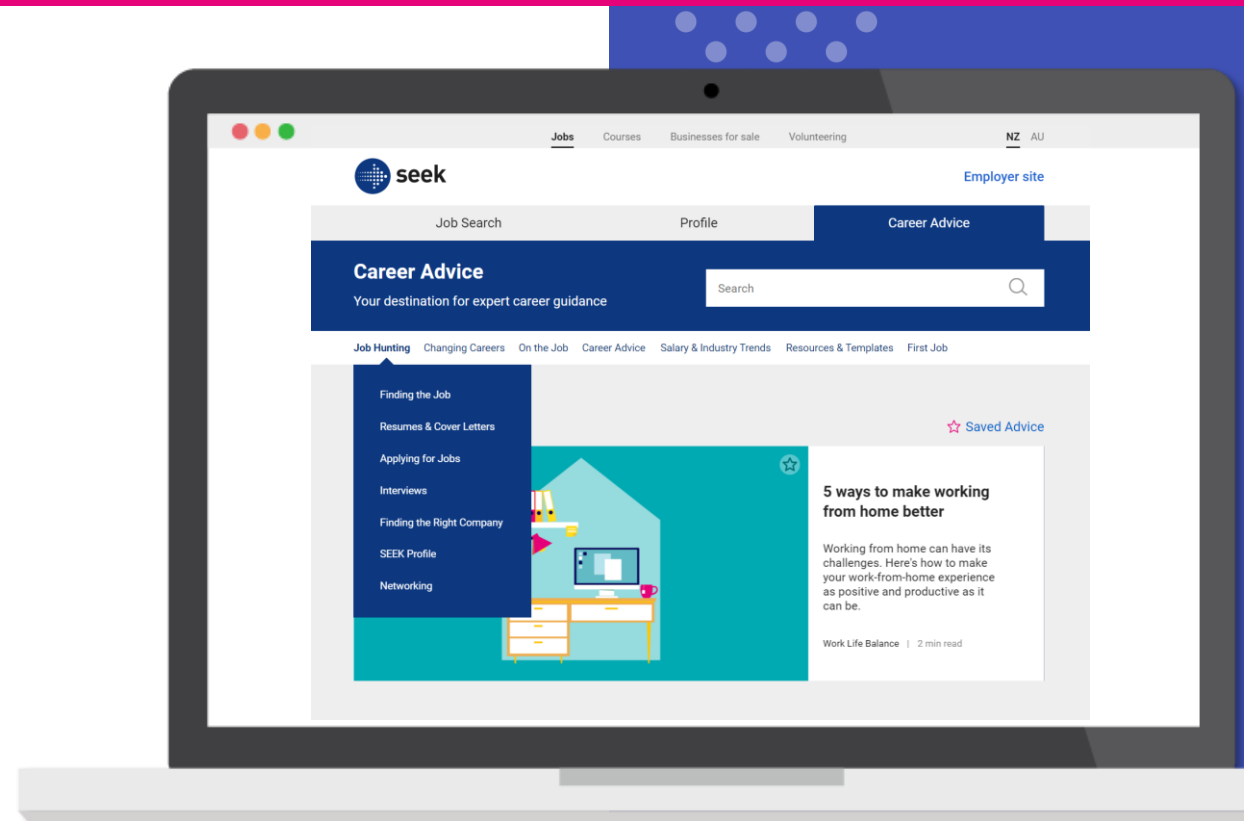 Jobs Courses Businesses for sale Volunteering NZ AU
seek
Employer site
Job Search Profile Career Advice
Career Advice
Your destination for expert career guidance
Search
Job Hunting Changing Careers On the Job Career Advice Salary & Industry Trends Resources & Templates First Job
Finding the Job
Resumes & Cover Letters
Applying for Jobs
Interviews
Finding the Right Company
SEEK Profile
Networking
Saved Advice
5 ways to make working
from home better
Working from home can have its
challenges. Here's how to make
your work-from-home experience
as positive and productive as it
can be.
Work Life Balance | 2 min read